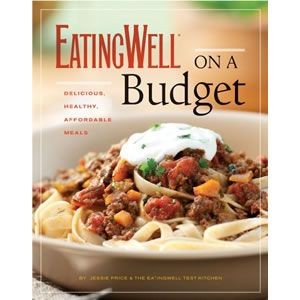 EATINGWELL® ON A
Budget
DELICIOUS,
HEALTHY,
AFFORDABLE
MEALS
BY JESSIE PRICE & THE EATINGWELL TEST KITCHEN